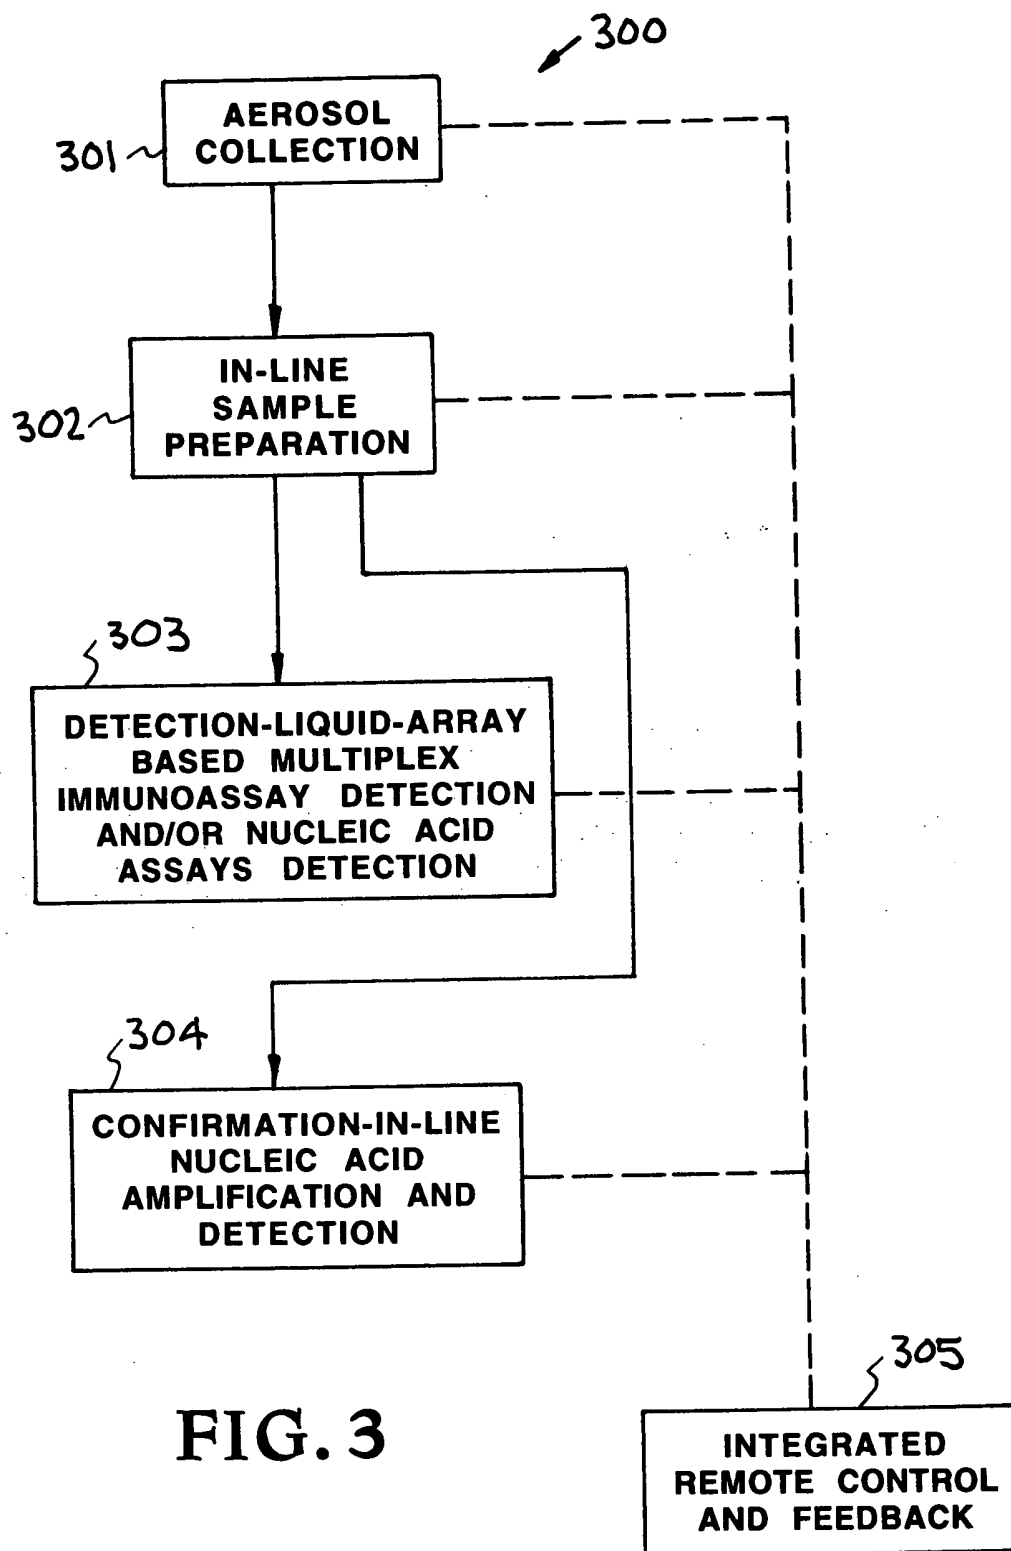 300
AEROSOL
COLLECTION
301
IN-LINE
SAMPLE
PREPARATION
302
303
DETECTION-LIQUID-ARRAY
BASED MULTIPLEX
IMMUNOASSAY DETECTION
AND/OR NUCLEIC ACID
ASSAYS DETECTION
304
CONFIRMATION-IN-LINE
NUCLEIC ACID
AMPLIFICATION AND
DETECTION
305
INTEGRATED
REMOTE CONTROL
AND FEEDBACK
FIG. 3